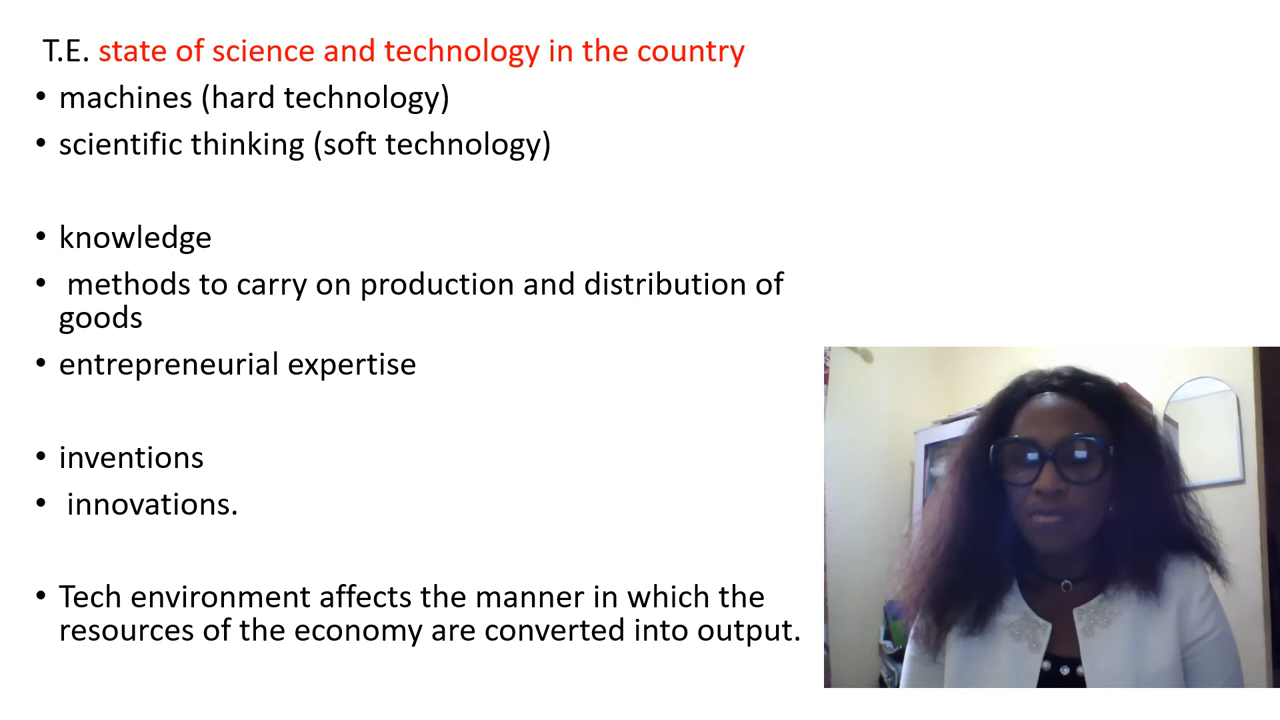 T.E. state of science and technology in the country
• machines (hard technology)
• scientific thinking (soft technology)
• knowledge
• methods to carry on production and distribution of
goods
• entrepreneurial expertise
• inventions
• innovations.
• Tech environment affects the manner in which the
resources of the economy are converted into output.